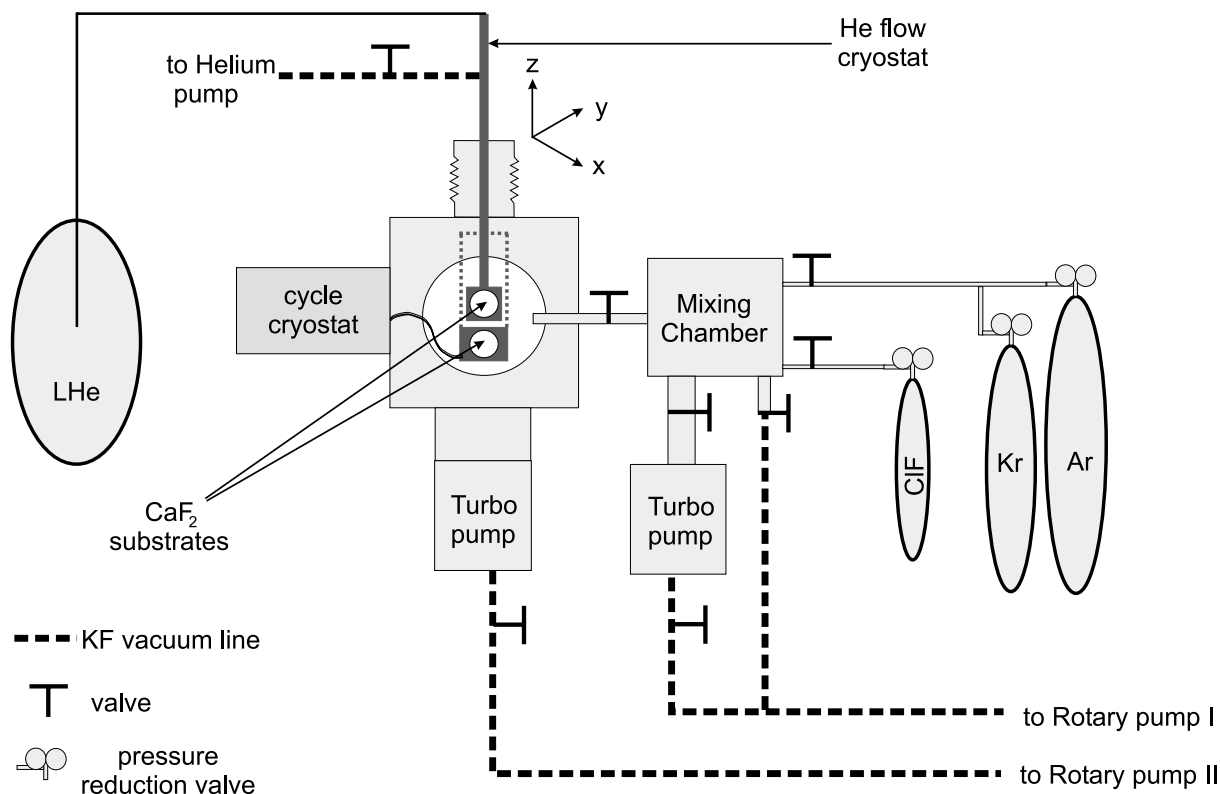 He flow
cryostat
to Helium
pump
z
y
x
cycle
cryostat
Mixing
Chamber
LHe
ClF
Kr
Ar
CaF₂
substrates
Turbo
pump
Turbo
pump
KF vacuum line
valve
pressure
reduction valve
to Rotary pump I
to Rotary pump II